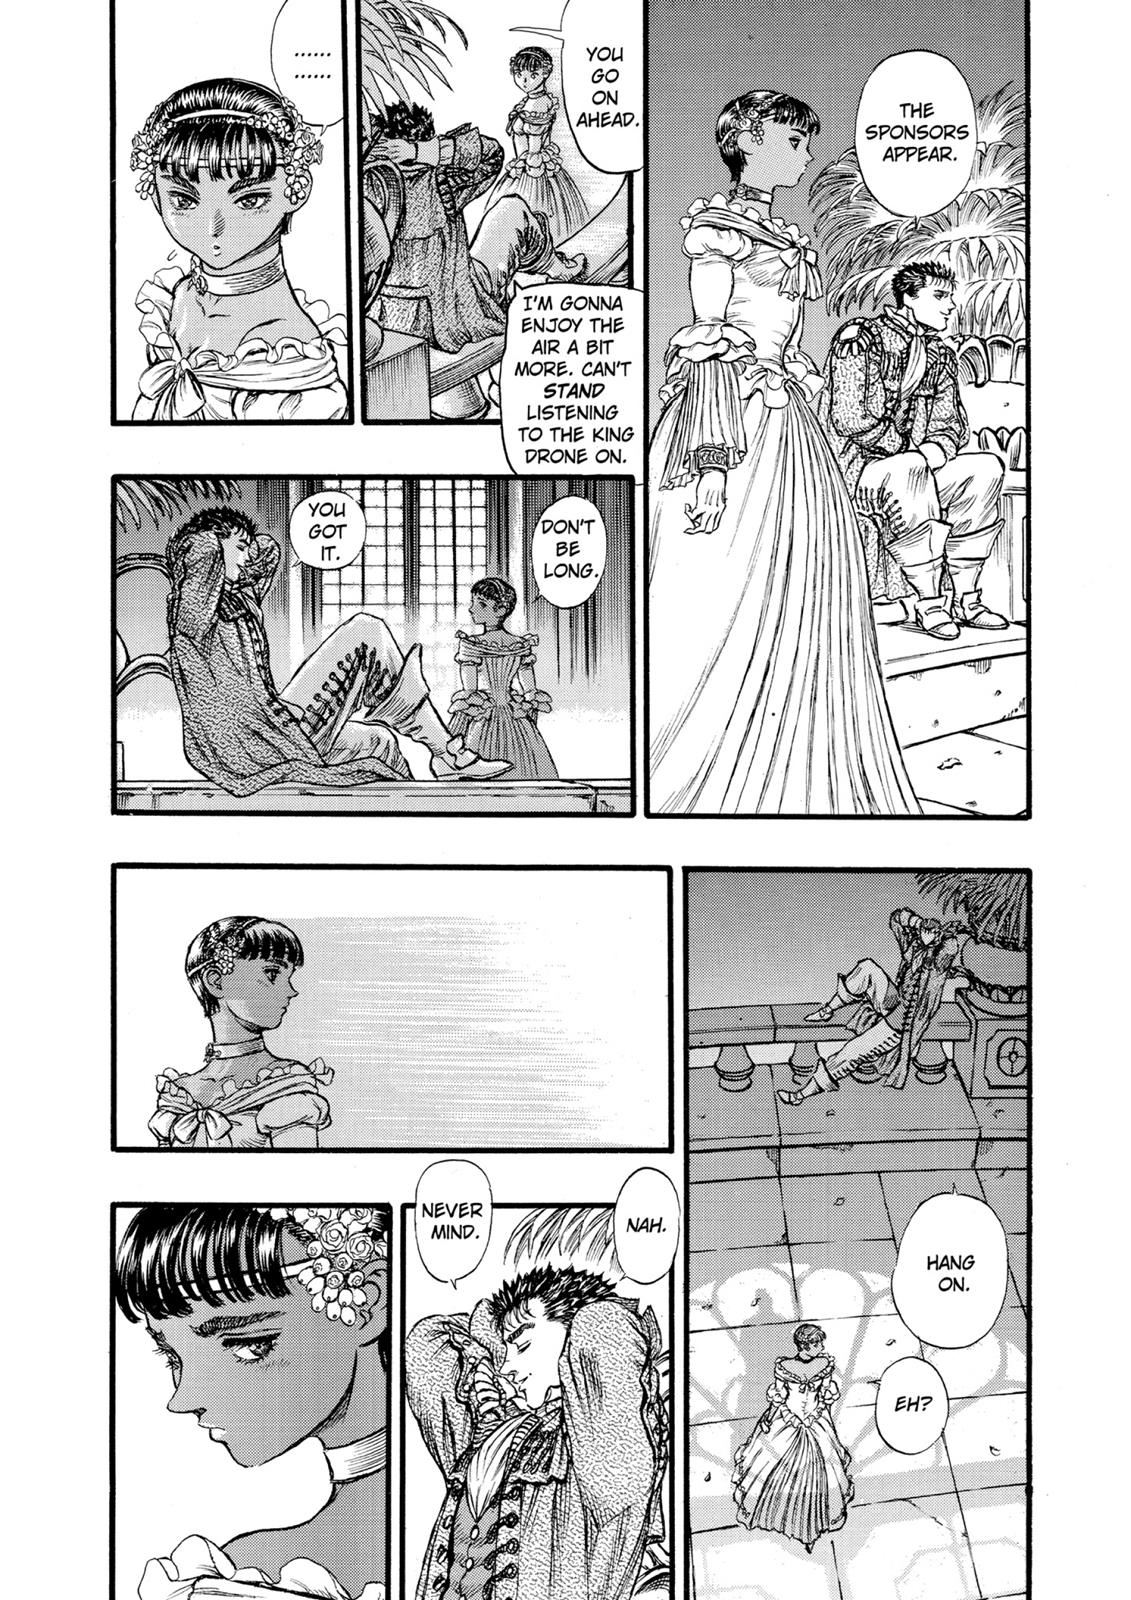 THE
SPONSORS
APPEAR.
YOU
GO
ON
AHEAD.
I'M GONNA
ENJOY THE
AIR A BIT
MORE. CAN'T
STAND
LISTENING
TO THE KING
DRONE ON.
......
......
DON'T
BE
LONG.
YOU
GOT
IT.
HANG
ON.
EH?
NAH.
NEVER
MIND.